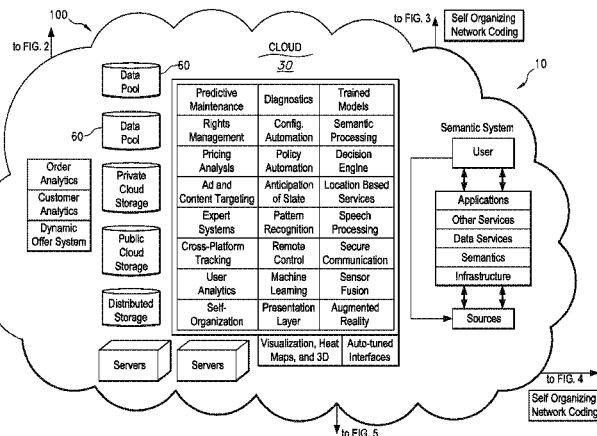 100
to FIG. 2
to FIG. 3
Self Organizing
Network Coding
CLOUD
30
10
60
Data
Pool
60
Data
Pool
Private
Cloud
Storage
Public
Cloud
Storage
Distributed
Storage
Order
Analytics
Customer
Analytics
Dynamic
Offer System
Predictive
Maintenance
Diagnostics
Trained
Models
Rights
Management
Config.
Automation
Semantic
Processing
Pricing
Analysis
Policy
Automation
Decision
Engine
Ad and
Content Targeting
Anticipation
of State
Location Based
Services
Expert
Systems
Pattern
Recognition
Speech
Processing
Cross-Platform
Tracking
Remote
Control
Secure
Communication
User
Analytics
Machine
Learning
Sensor
Fusion
Self-
Organization
Presentation
Layer
Augmented
Reality
Visualization, Heat
Maps, and 3D
Auto-tuned
Interfaces
Servers
Servers
Semantic System
User
Applications
Other Services
Data Services
Semantics
Infrastructure
Sources
to FIG. 4
Self Organizing
Network Coding
to FIG. 5